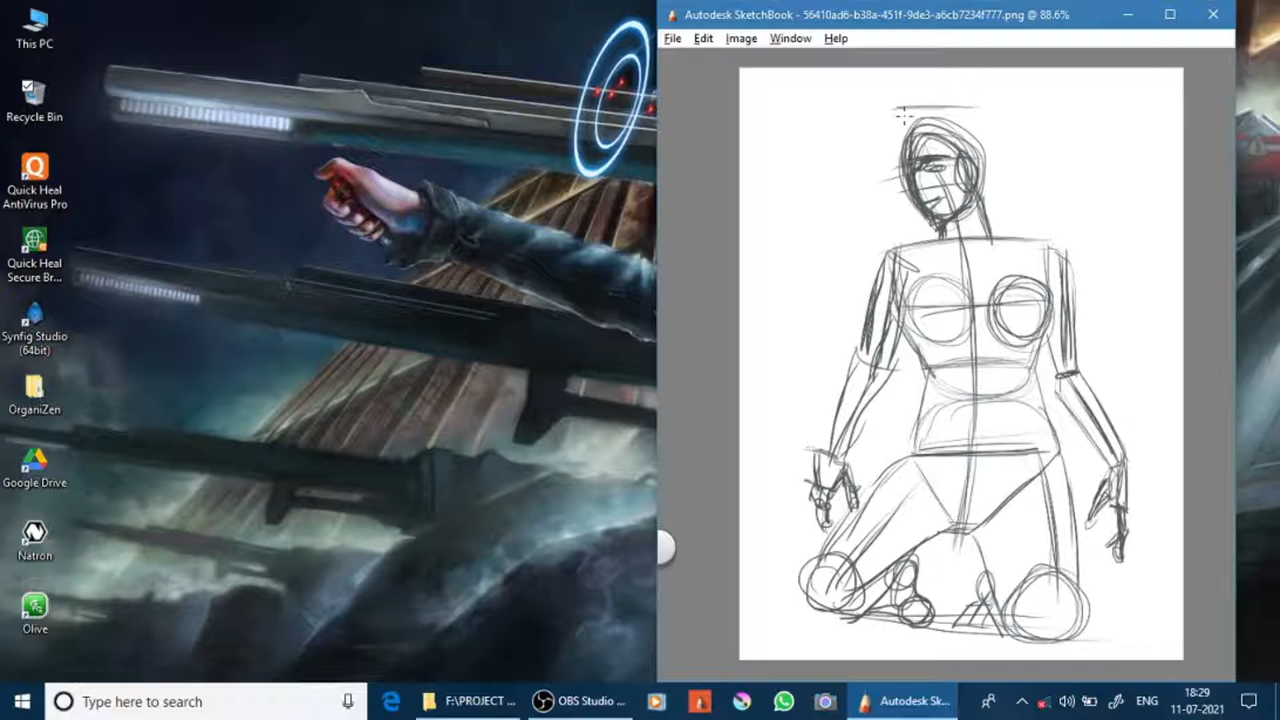 This PC
Recycle Bin
Quick Heal
AntiVirus Pro
Quick Heal
Secure Br...
Synfig Studio
(64bit)
OrganiZen
Google Drive
Natron
Olive
Autodesk SketchBook - 56410ad6-b38a-451f-9de3-a6cb7234f777.png @ 88.6%
File Edit Image Window Help
Type here to search
F:\PROJECT ...
OBS Studio ...
Autodesk Sk...
ENG
18:29
11-07-2021